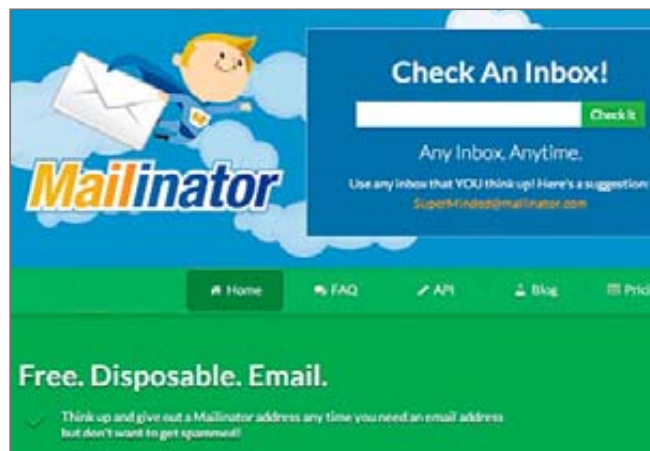 Check An Inbox!
Check It
Any Inbox. Anytime.
Mailinator
Use any inbox that YOU think up! Here's a suggestion:
SuperMinded@mailinator.com
Home FAQ API Blog Prici
Free. Disposable. Email.
Think up and give out a Mailinator address any time you need an email address
but don't want to get spammed!